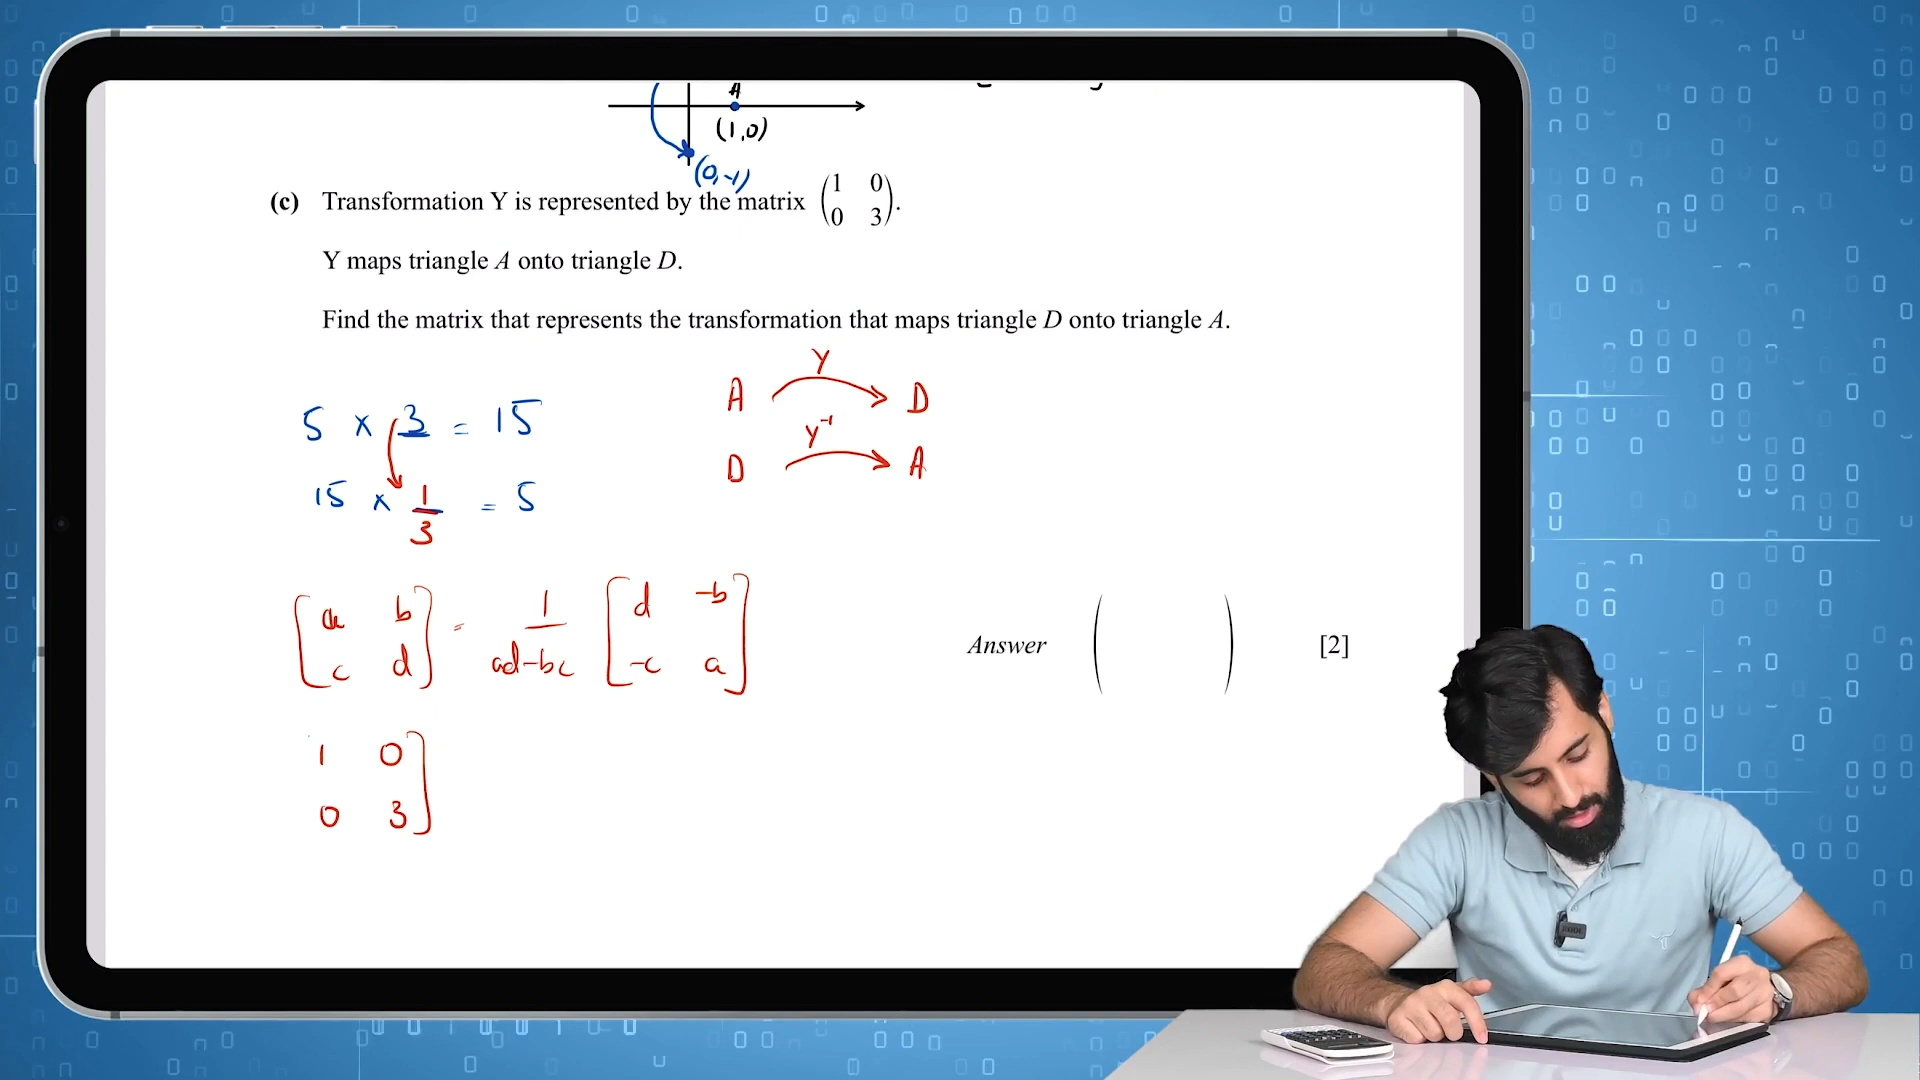 A
(1,0)
(0,-1)
(c) Transformation Y is represented by the matrix (1 0
0 3).
Y maps triangle A onto triangle D.
Find the matrix that represents the transformation that maps triangle D onto triangle A.
5 × 3 = 15
15 × 1/3 = 5
Y
A D
Y⁻¹
D A
[a b
c d] = 1/ad-bc [d -b
-c a]
Answer ( ) [2]
1 0
0 3]